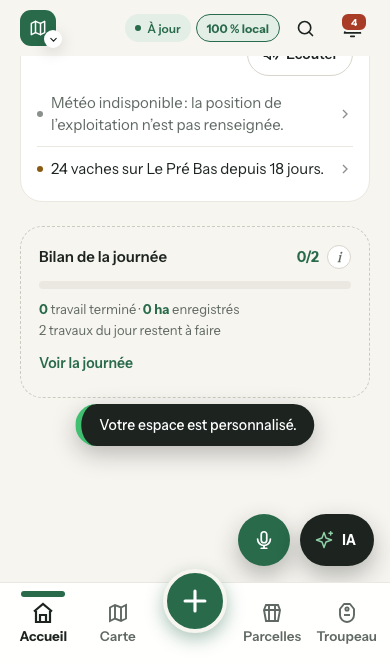 À jour
100 % local
4
Écouter
Météo indisponible : la position de
l'exploitation n'est pas renseignée.
24 vaches sur Le Pré Bas depuis 18 jours.
Bilan de la journée
0/2
i
0 travail terminé · 0 ha enregistrés
2 travaux du jour restent à faire
Voir la journée
Votre espace est personnalisé.
IA
Accueil
Carte
Parcelles
Troupeau